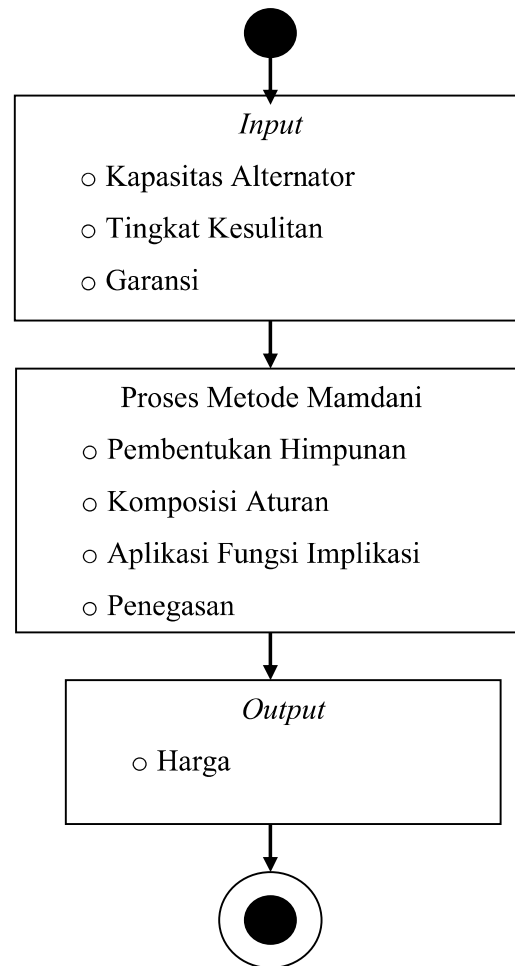 Input
○ Kapasitas Alternator
○ Tingkat Kesulitan
○ Garansi
Proses Metode Mamdani
○ Pembentukan Himpunan
○ Komposisi Aturan
○ Aplikasi Fungsi Implikasi
○ Penegasan
Output
○ Harga